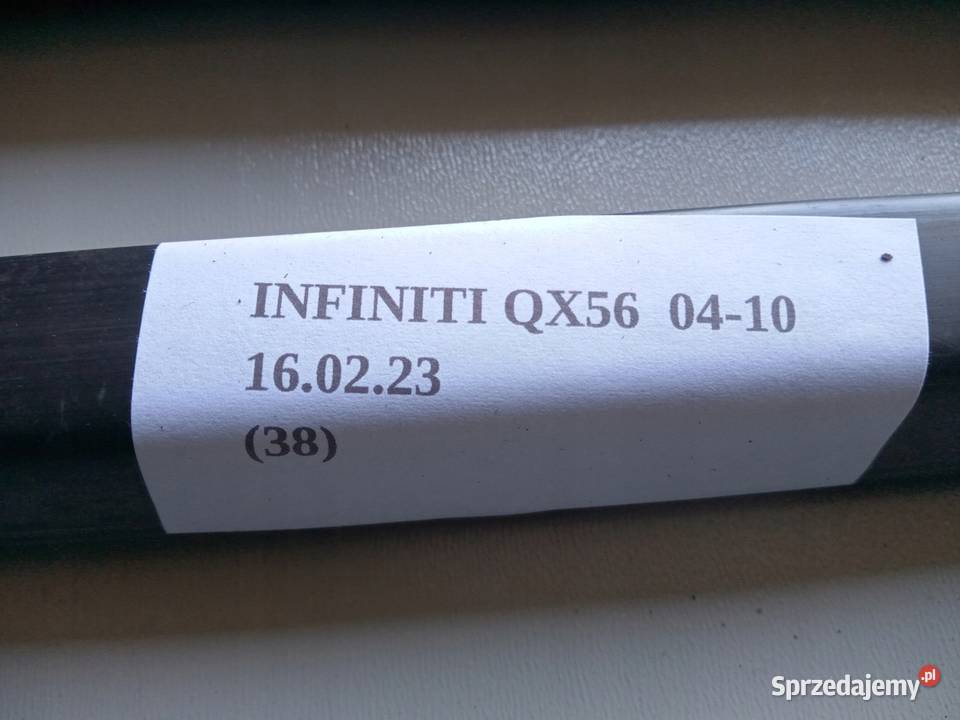 INFINITI QX56 04-10
16.02.23
(38)
Sprzedajemy.pl